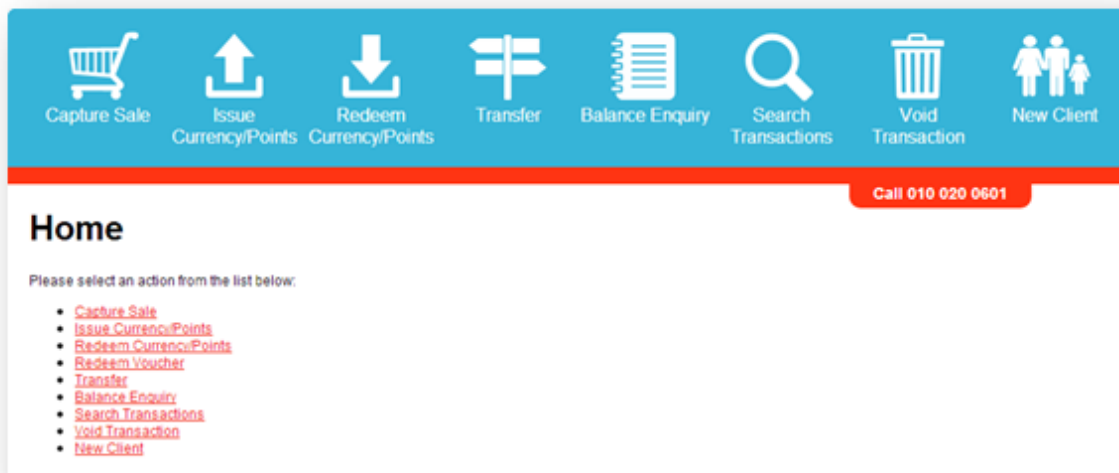 Capture Sale
Issue
Currency/Points
Redeem
Currency/Points
Transfer
Balance Enquiry
Search
Transactions
Void
Transaction
New Client
Call 010 020 0601
Home
Please select an action from the list below:
Capture Sale
Issue Currency/Points
Redeem Currency/Points
Redeem Voucher
Transfer
Balance Enquiry
Search Transactions
Void Transaction
New Client